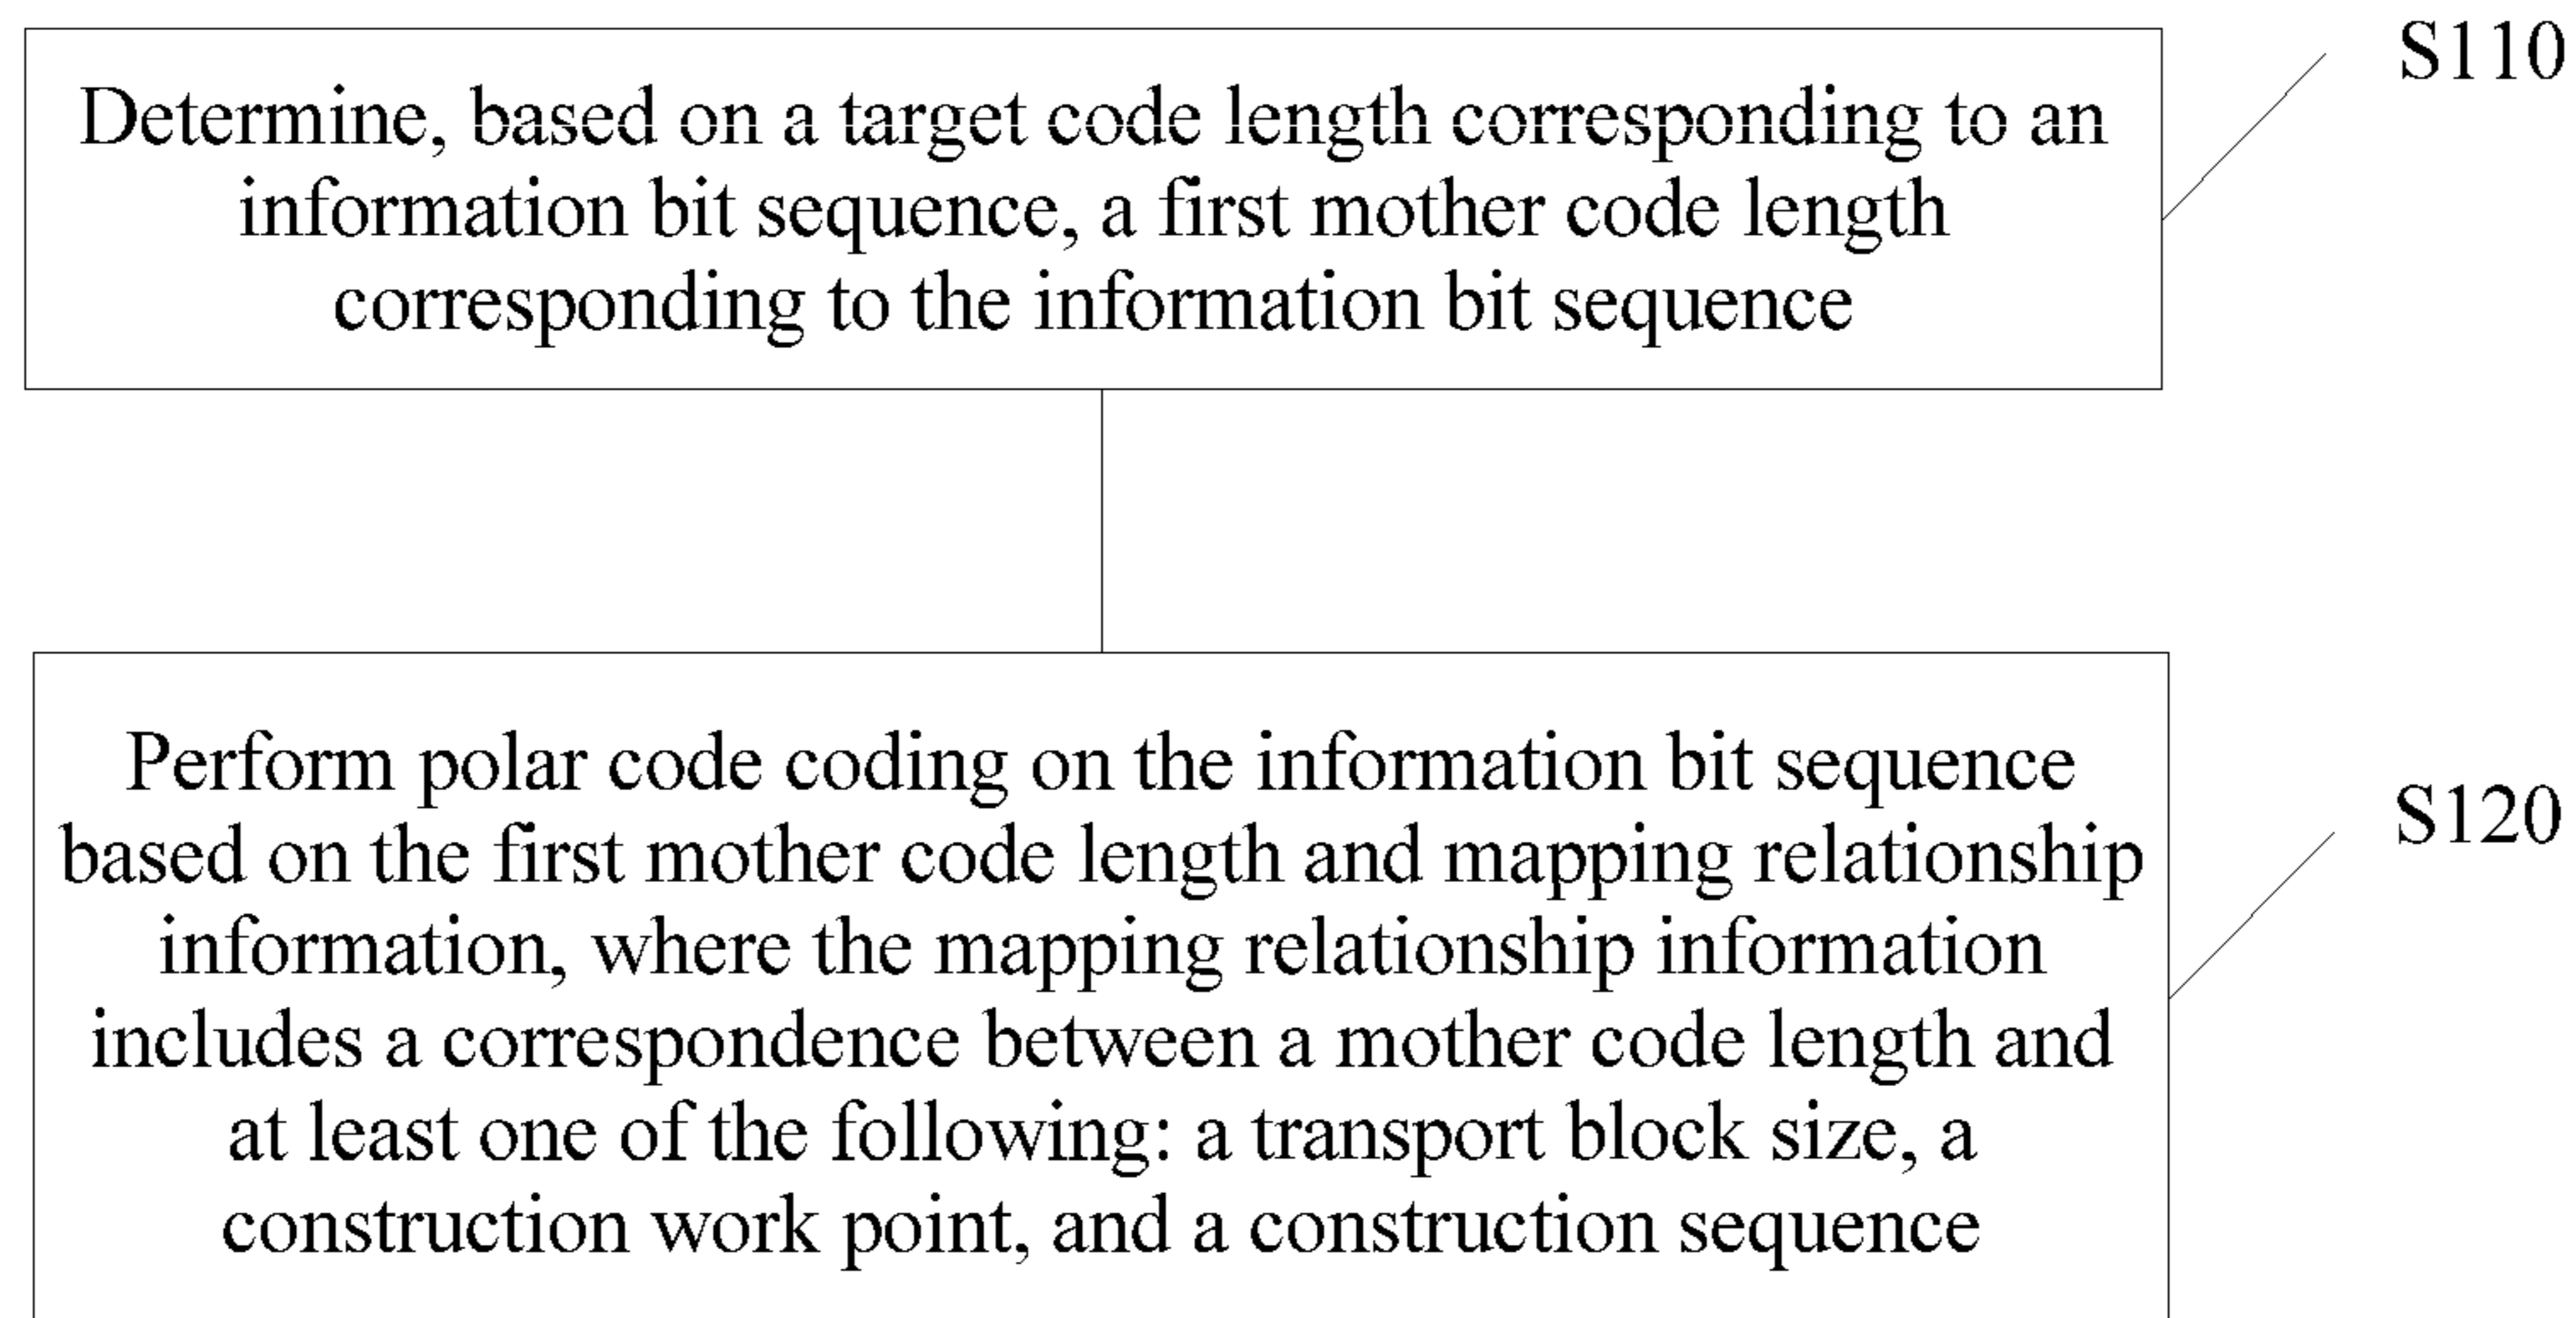 S110
Determine, based on a target code length corresponding to an
information bit sequence, a first mother code length
corresponding to the information bit sequence
Perform polar code coding on the information bit sequence
S120
based on the first mother code length and mapping relationship
information, where the mapping relationship information
includes a correspondence between a mother code length and
at least one of the following: a transport block size, a
construction work point, and a construction sequence